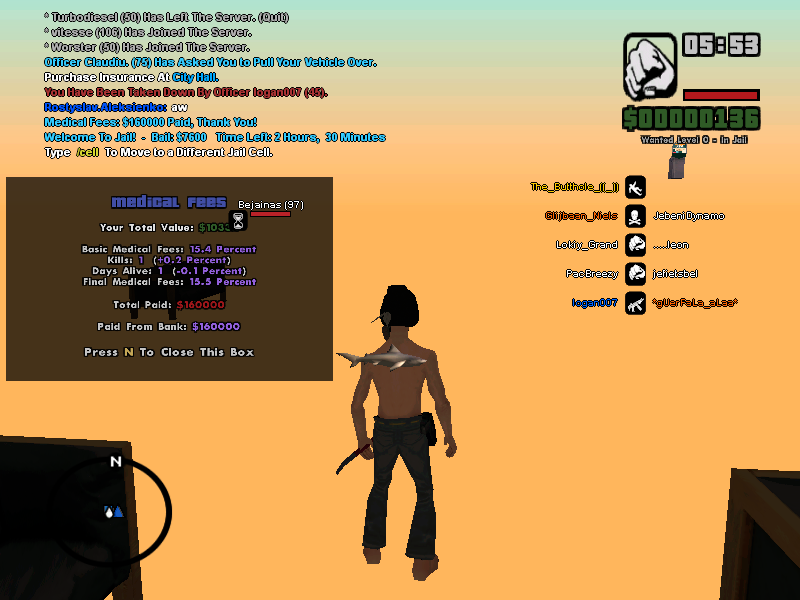 * Turbodiesel (50) Has Left The Server. (Quit)
* vitesse (106) Has Joined The Server.
* Worster (50) Has Joined The Server.
Officer Claudiu. (75) Has Asked You to Pull Your Vehicle Over.
Purchase Insurance At City Hall.
You Have Been Taken Down By Officer logan007 (45).
Rostyslav.Aleksienko: aw
Medical Fees: $160000 Paid, Thank You!
Welcome To Jail! - Bail: $7600 Time Left: 2 Hours, 30 Minutes
Type /cell To Move to a Different Jail Cell.
05:53
$00000136
Wanted Level 0 - In Jail
medical fees
Bejainas (97)
Your Total Value:
Basic Medical Fees: 15.4 Percent
Kills: 1 (+0.2 Percent)
Days Alive: 1 (-0.1 Percent)
Final Medical Fees: 15.5 Percent
Total Paid: $160000
Paid From Bank: $160000
Press N To Close This Box
The_Butthole_((_))
Glijbaan_Niels JebeniDynamo
Lokiy_Grand ....leon
PacBreezy jefietsbel
logan007 ^gUerPaLa_aLaa^
N